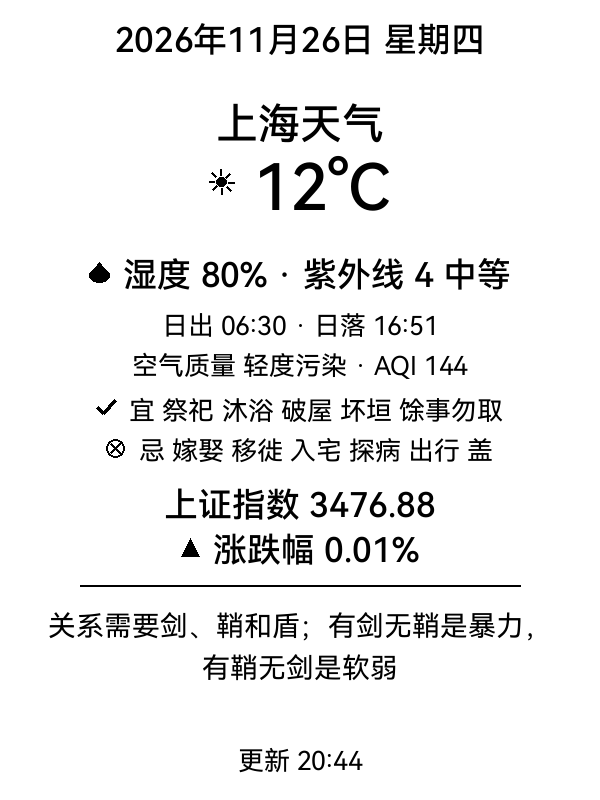 2026年11月26日 星期四
上海天气
12°C
湿度 80% · 紫外线 4 中等
日出 06:30 · 日落 16:51
空气质量 轻度污染 · AQI 144
宜 祭祀 沐浴 破屋 坏垣 馀事勿取
忌 嫁娶 移徙 入宅 探病 出行 盖
上证指数 3476.88
▲ 涨跌幅 0.01%
关系需要剑、鞘和盾；有剑无鞘是暴力，
有鞘无剑是软弱
更新 20:44